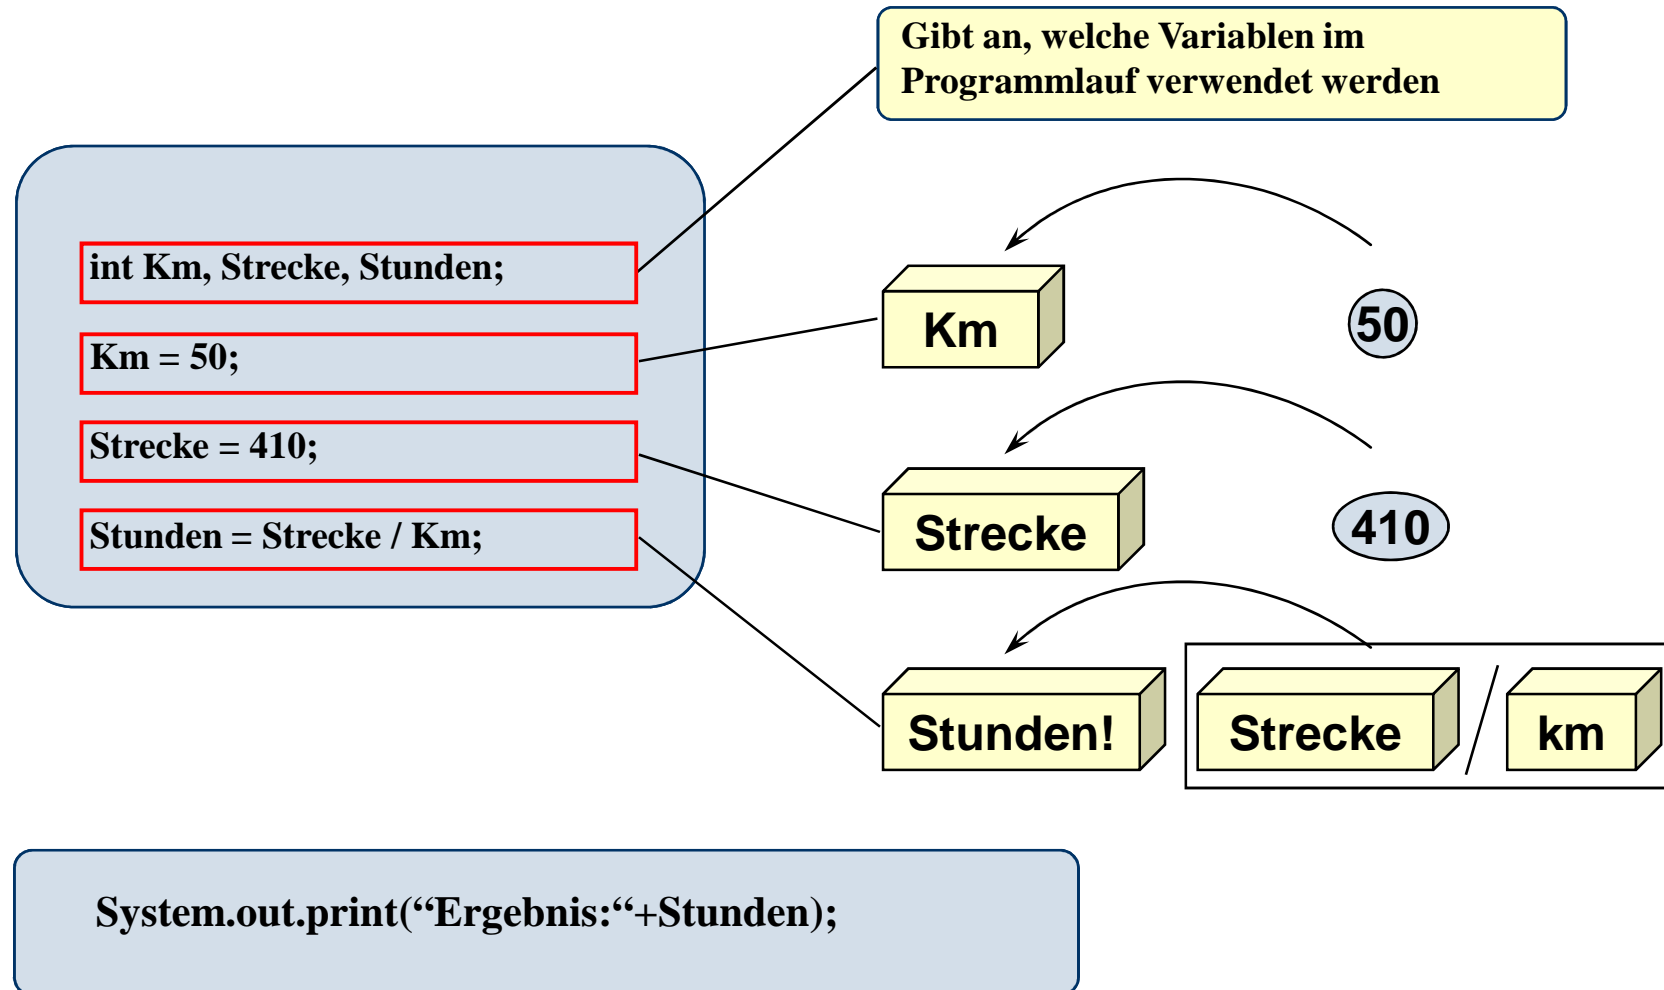 Gibt an, welche Variablen im
Programmlauf verwendet werden
int Km, Strecke, Stunden;
Km = 50;
Strecke = 410;
Stunden = Strecke / Km;
Km
50
Strecke
410
Stunden!
Strecke / km
System.out.print(“Ergebnis:“+Stunden);